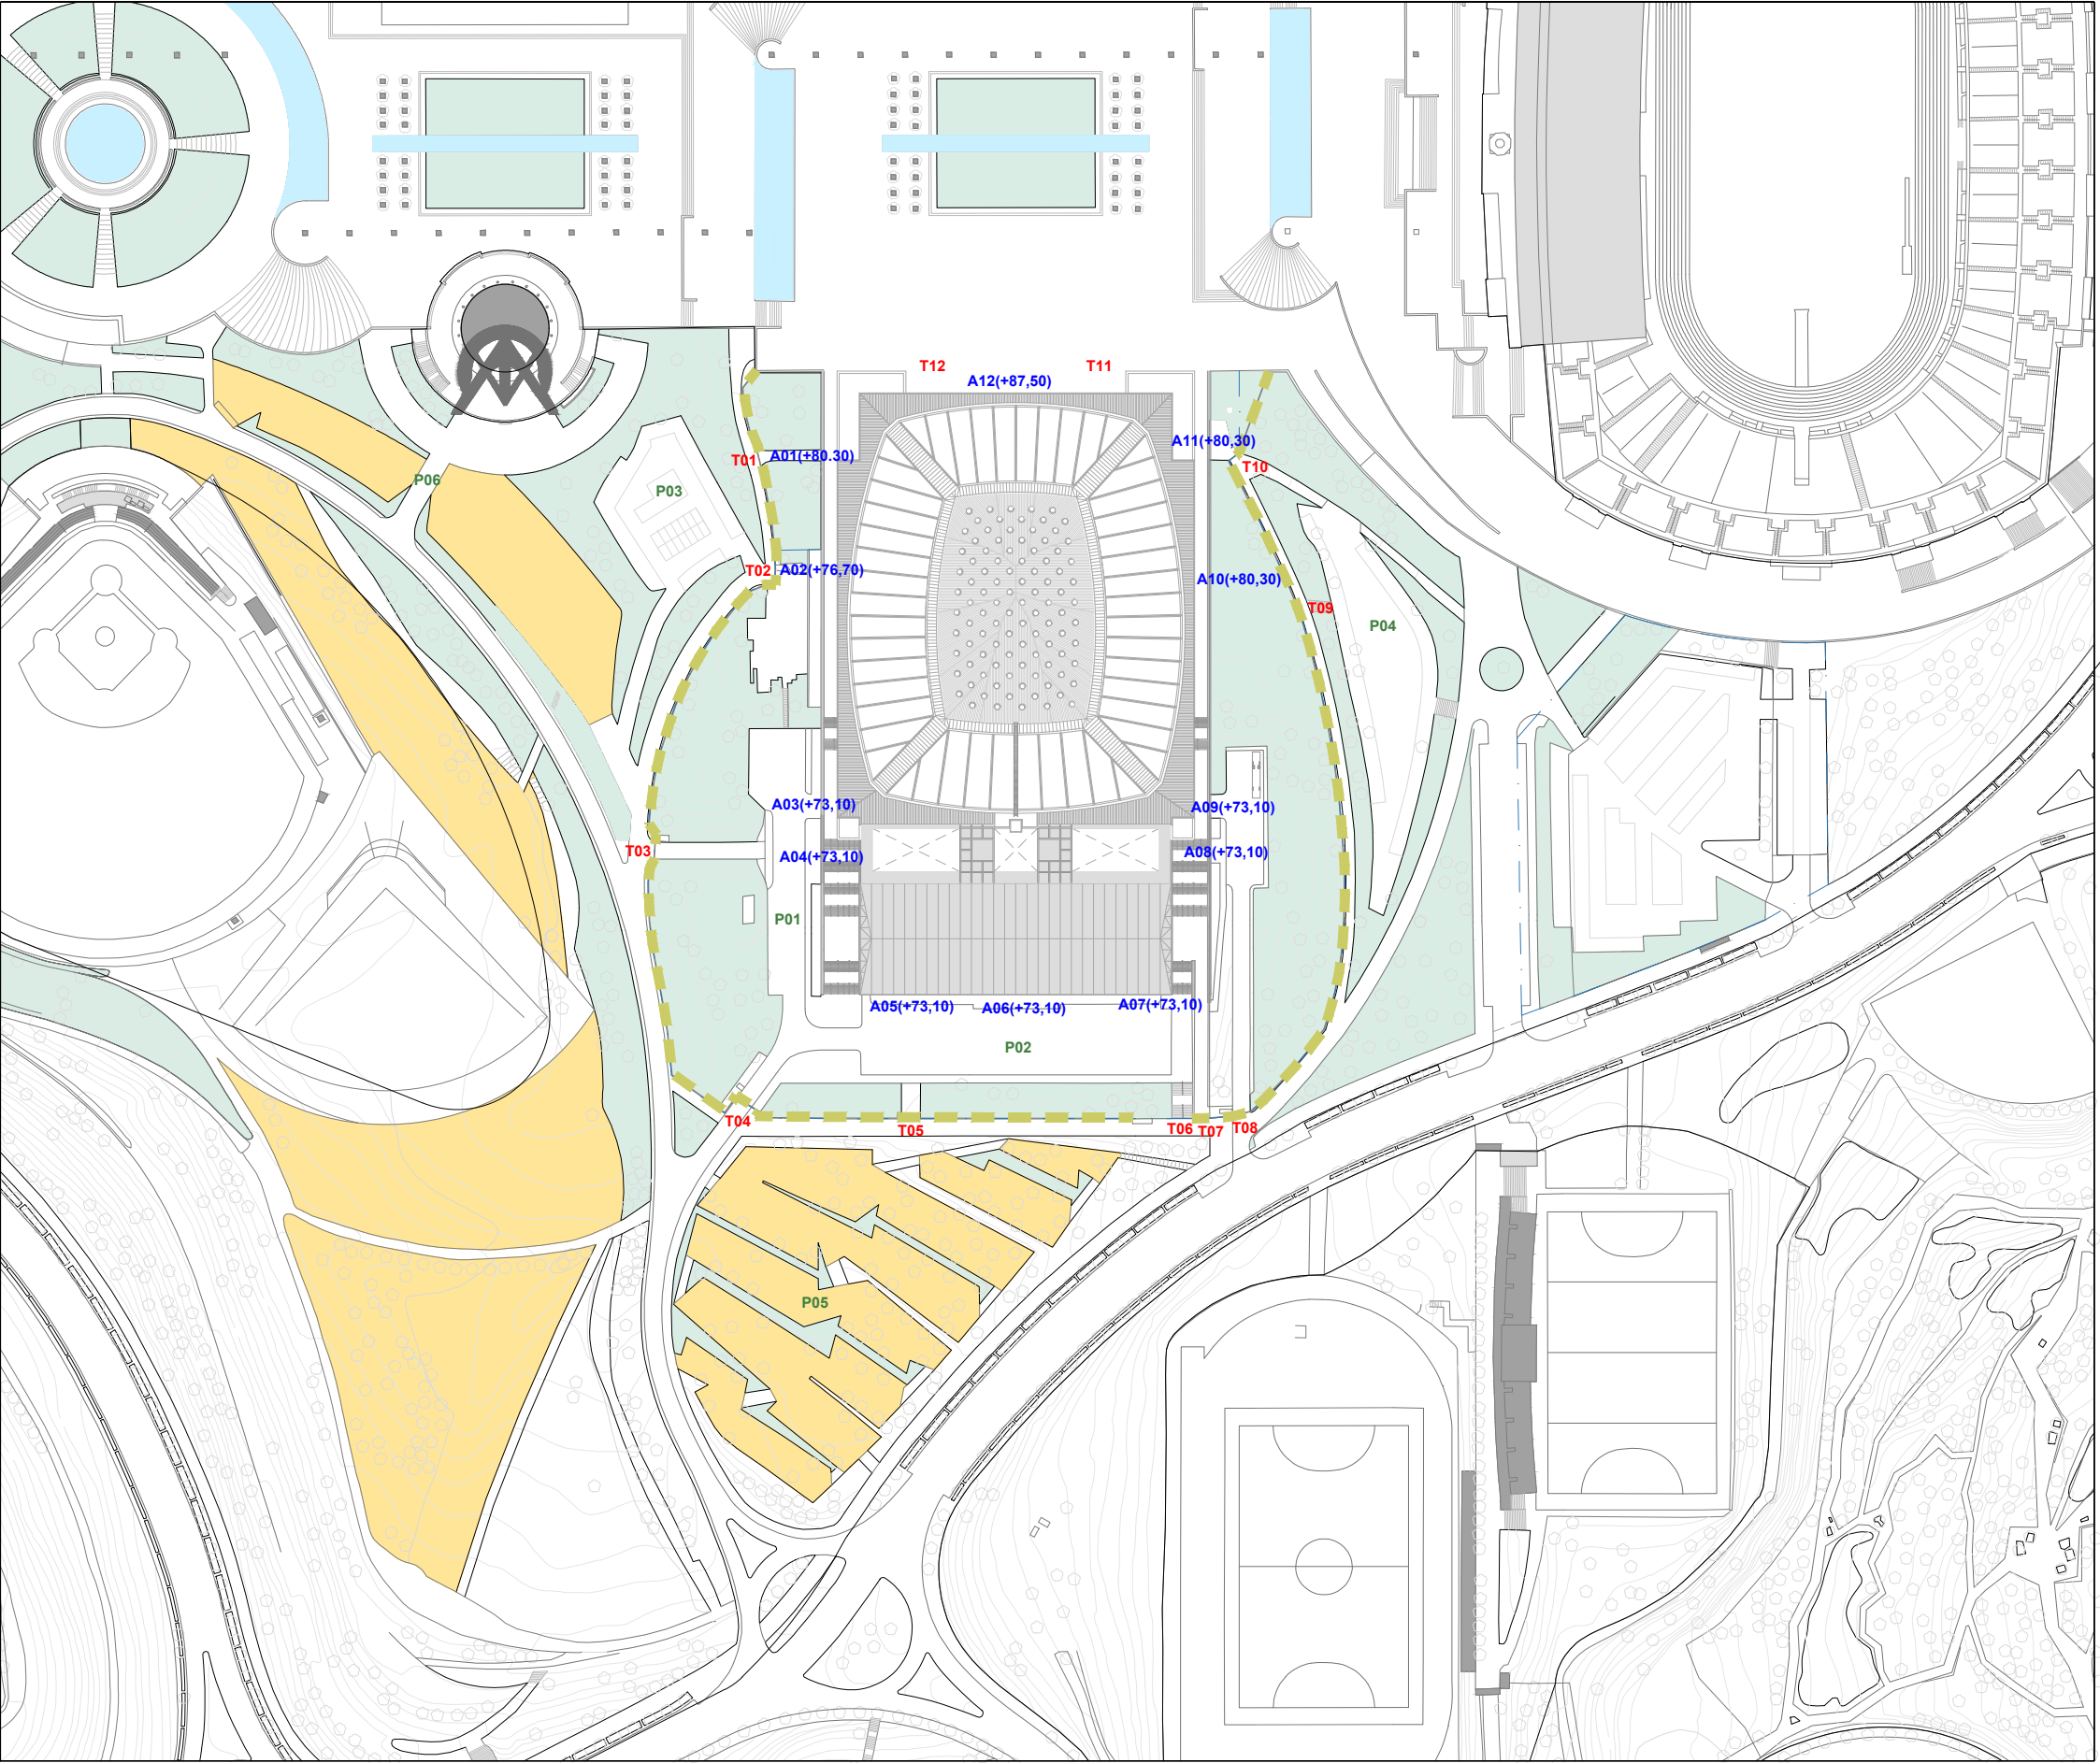 T12
T11
A12(+87,50)
A11(+80,30)
A01(+80.30)
T01
T10
P06
P03
T02
A02(+76,70)
A10(+80,30)
T09
P04
A03(+73,10)
A09(+73,10)
T03
A04(+73,10)
A08(+73,10)
P01
A05(+73,10)
A06(+73,10)
A07(+73,10)
P02
T04
T05
T06
T07
T08
P05